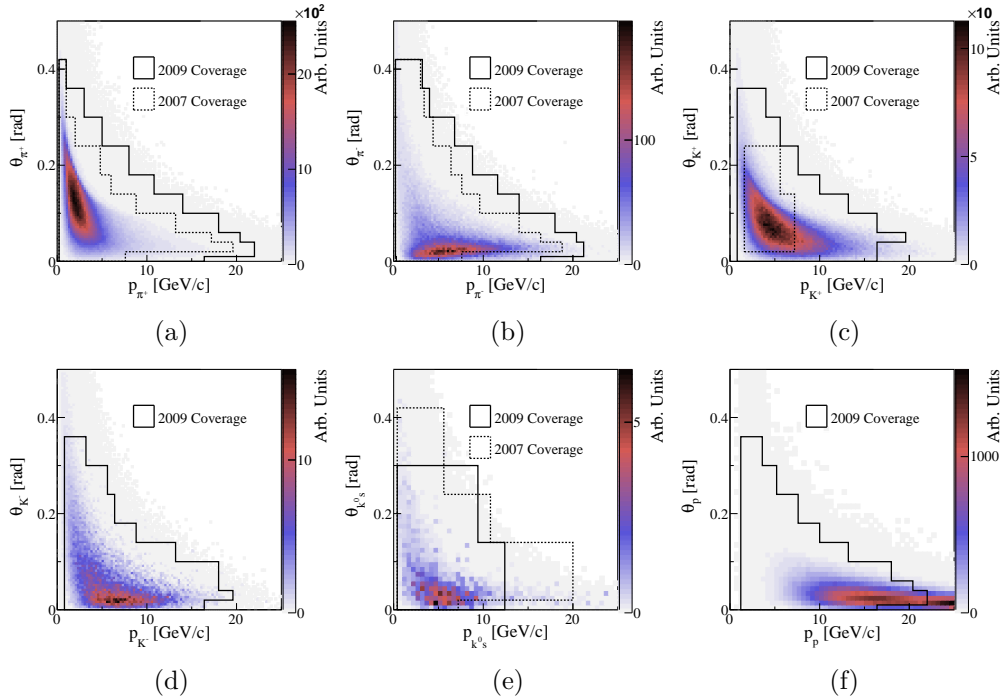 ×10²
Arb. Units
2009 Coverage
2007 Coverage
θπ+ [rad]
0.4
0.2
0
0 10 20
20
10
0
pπ+ [GeV/c]
(a)
Arb. Units
2009 Coverage
2007 Coverage
θπ- [rad]
0.4
0.2
0
0 10 20
100
0
pπ- [GeV/c]
(b)
×10
Arb. Units
2009 Coverage
2007 Coverage
θK+ [rad]
0.4
0.2
0
0 10 20
10
5
0
pK+ [GeV/c]
(c)
Arb. Units
2009 Coverage
θK- [rad]
0.4
0.2
0
0 10 20
10
0
pK- [GeV/c]
(d)
Arb. Units
2009 Coverage
2007 Coverage
θk⁰s [rad]
0.4
0.2
0
0 10 20
5
0
pk⁰s [GeV/c]
(e)
Arb. Units
2009 Coverage
θp [rad]
0.4
0.2
0
0 10 20
1000
0
pp [GeV/c]
(f)